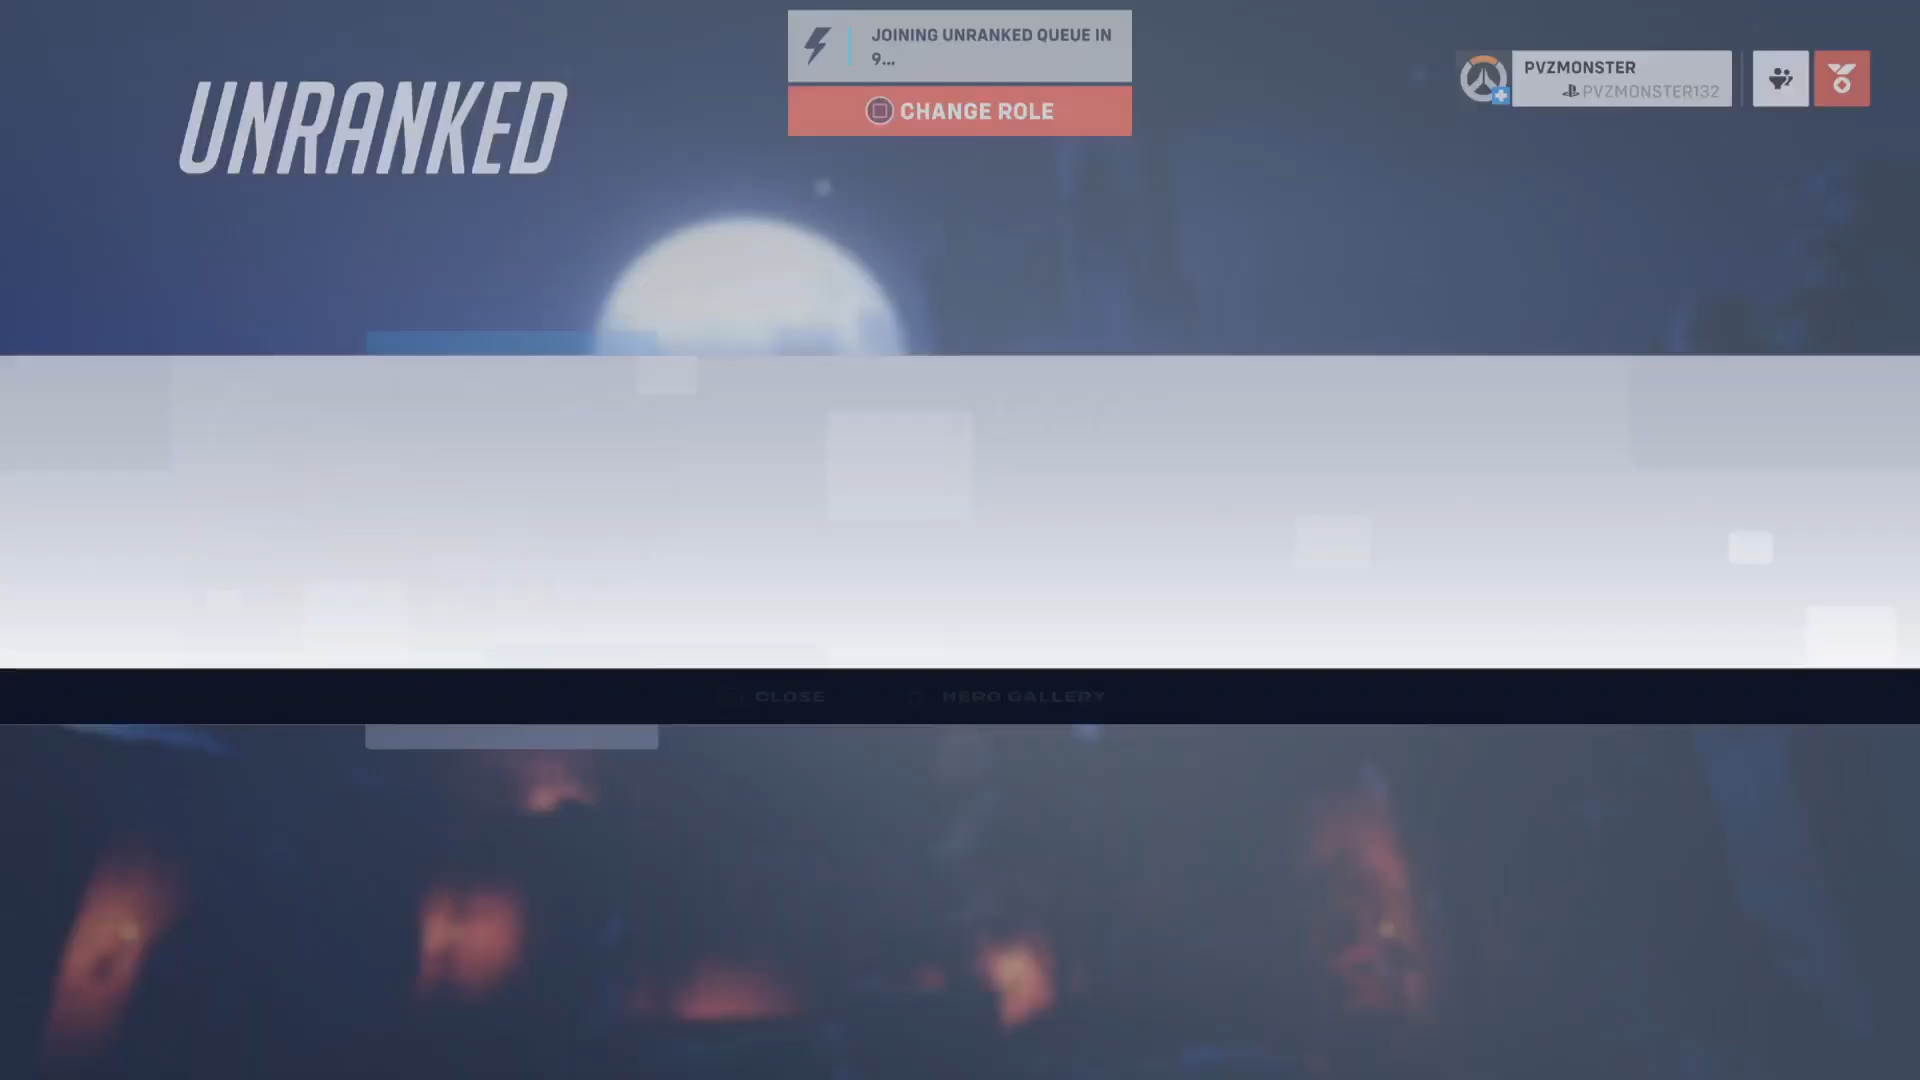 JOINING UNRANKED QUEUE IN
9...
CHANGE ROLE
UNRANKED
PVZMONSTER
PVZMONSTER132
CLOSE
HERO GALLERY